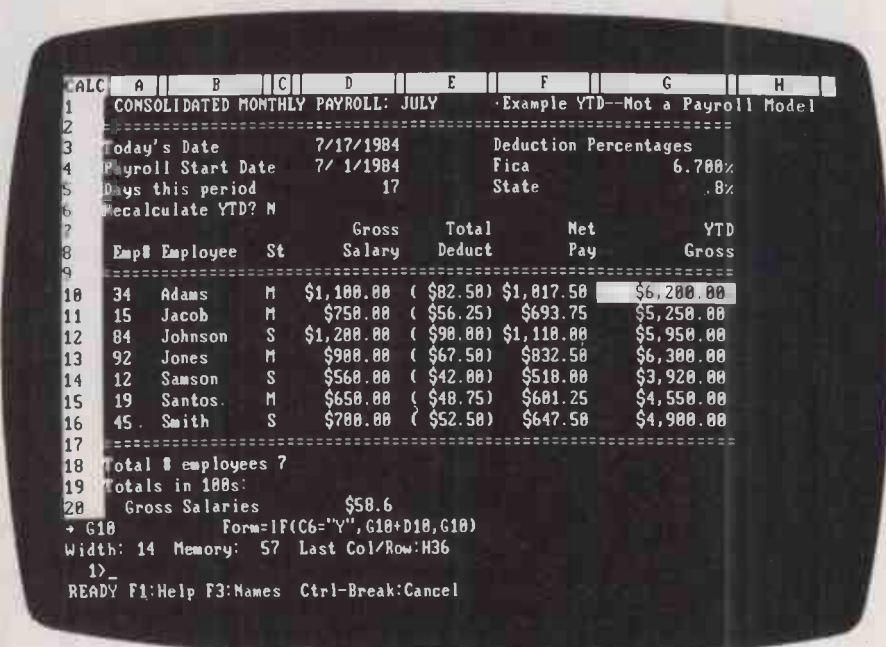 CALC A B C D E F G H
1 CONSOLIDATED MONTHLY PAYROLL: JULY ·Example YTD--Not a Payroll Model
2 ====================================================================
3 Today's Date 7/17/1984 Deduction Percentages
4 Payroll Start Date 7/ 1/1984 Fica 6.700%
5 Days this period 17 State .8%
6 Recalculate YTD? N
7 Gross Total Net YTD
8 Emp# Employee St Salary Deduct Pay Gross
9 ====================================================================
10 34 Adams M $1,100.00 ( $82.50) $1,017.50 $6,200.00
11 15 Jacob M $750.00 ( $56.25) $693.75 $5,250.00
12 84 Johnson S $1,200.00 ( $90.00) $1,110.00 $5,950.00
13 92 Jones M $900.00 ( $67.50) $832.50 $6,300.00
14 12 Samson S $560.00 ( $42.00) $518.00 $3,920.00
15 19 Santos M $650.00 ( $48.75) $601.25 $4,550.00
16 45 Smith S $700.00 ( $52.50) $647.50 $4,900.00
17 ====================================================================
18 Total # employees 7
19 Totals in 100s:
20 Gross Salaries $58.6
→ G10 Form=IF(C6="Y",G10+D10,G10)
Width: 14 Memory: 57 Last Col/Row:H36
1>_
READY F1:Help F3:Names Ctrl-Break:Cancel